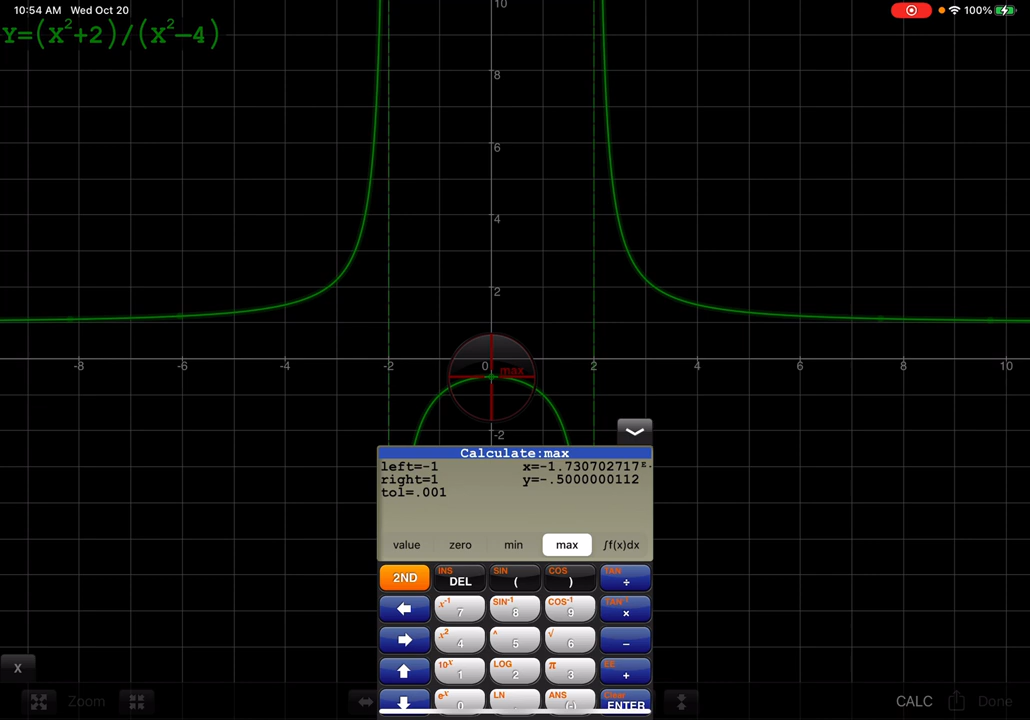 10:54 AM Wed Oct 20
100%
Y=(X²+2)/(X²−4)
10
8
6
4
2
-8 -6 -4 -2 0 2 4 6 8 10
max
-2
Calculate:max
left=-1 x=-1.730702717E-
right=1 y=-.5000000112
tol=.001
value zero min max ∫f(x)dx
2ND INS DEL SIN ( COS ) TAN ÷
x⁻¹ 7 SIN⁻¹ 8 COS⁻¹ 9 TAN⁻¹ ×
x² 4 ^ 5 √ 6 −
10ˣ 1 LOG 2 π 3 EE +
eˣ 0 LN . ANS (-) Clear ENTER
X
Zoom CALC Done